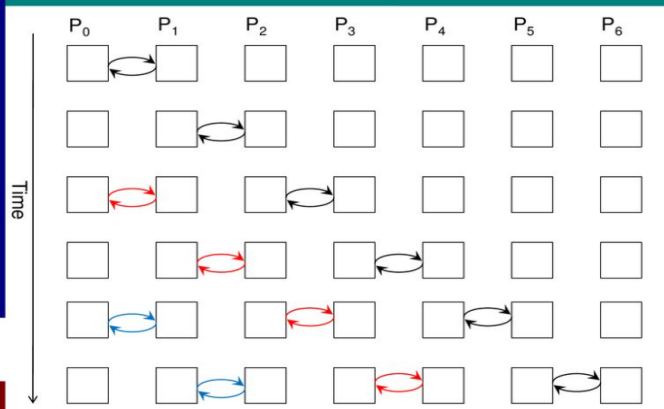 P₀ P₁ P₂ P₃ P₄ P₅ P₆
Time